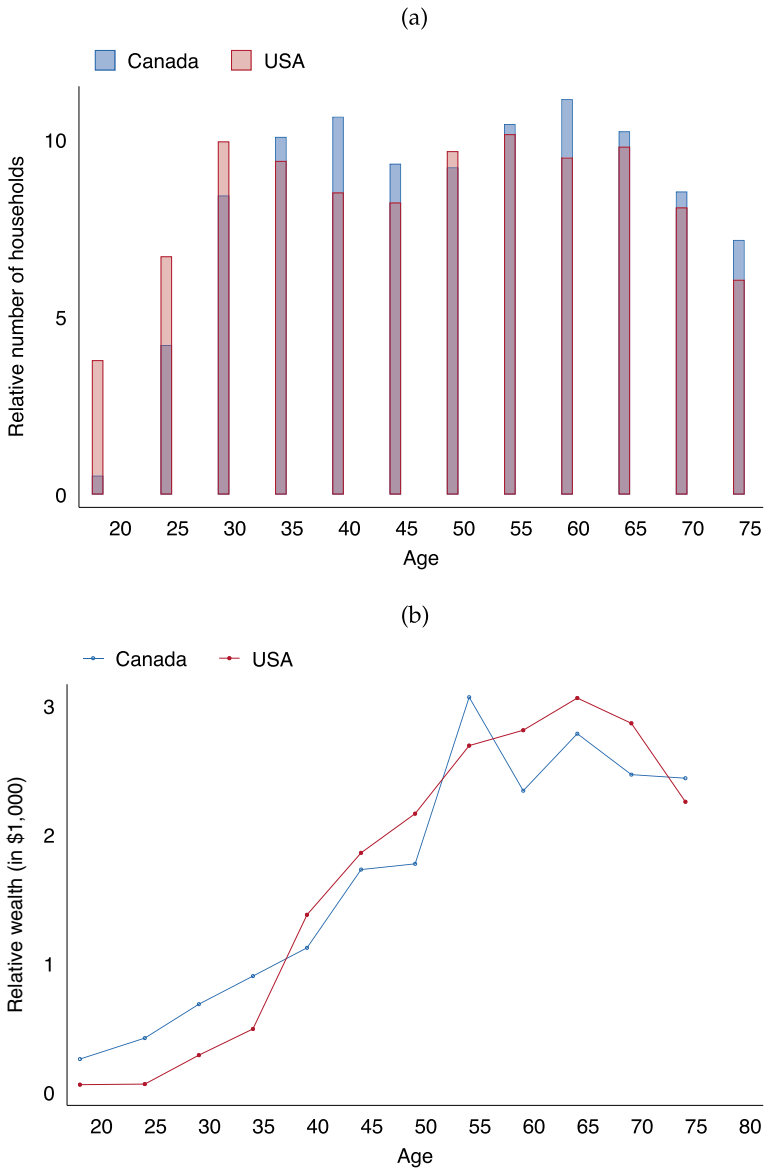 (a)
Canada USA
Relative number of households
10
5
0
20 25 30 35 40 45 50 55 60 65 70 75
Age
(b)
Canada USA
Relative wealth (in $1,000)
3
2
1
0
20 25 30 35 40 45 50 55 60 65 70 75 80
Age